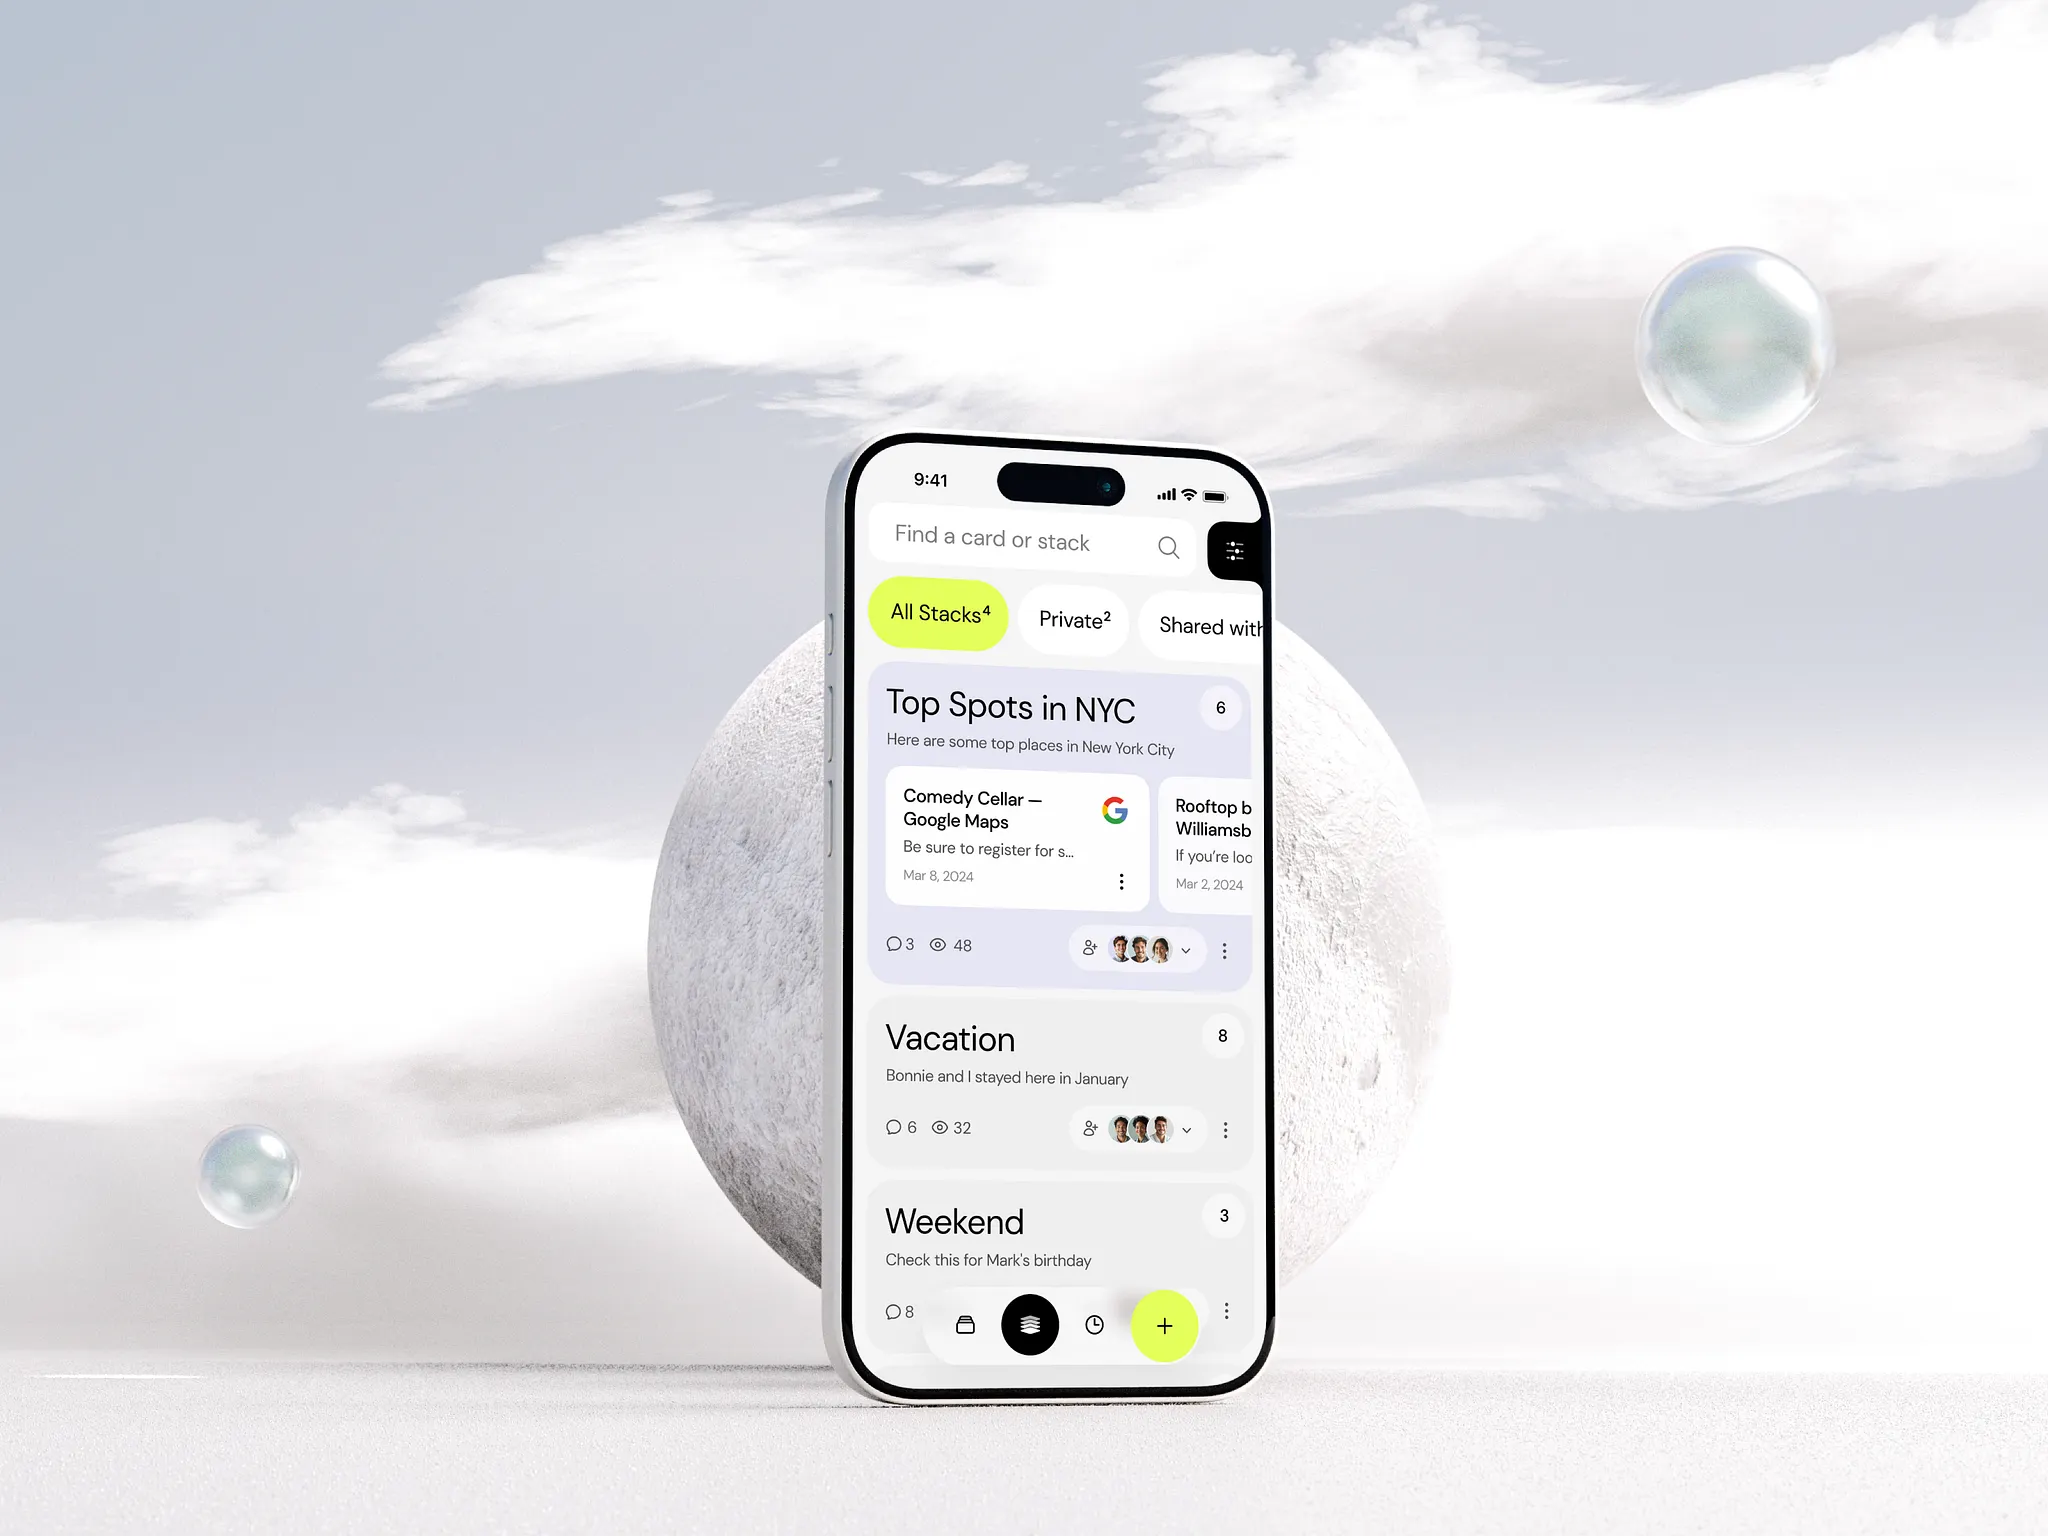 9:41
Find a card or stack
All Stacks⁴
Private²
Shared with
Top Spots in NYC
6
Here are some top places in New York City
Comedy Cellar —
Google Maps
Be sure to register for s...
Mar 8, 2024
Rooftop b
Williamsb
If you're loo
Mar 2, 2024
3
48
Vacation
8
Bonnie and I stayed here in January
6
32
Weekend
3
Check this for Mark's birthday
8